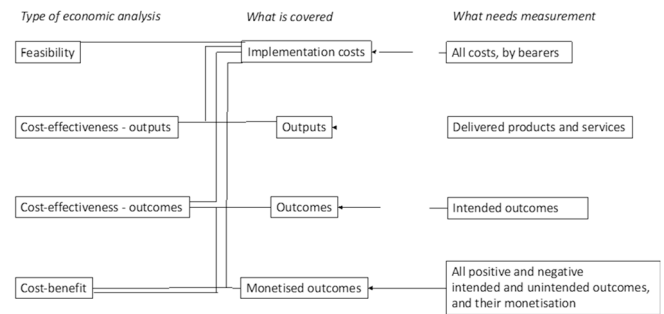 Type of economic analysis
What is covered
What needs measurement
Feasibility
Implementation costs
All costs, by bearers
Cost-effectiveness - outputs
Outputs
Delivered products and services
Cost-effectiveness - outcomes
Outcomes
Intended outcomes
Cost-benefit
Monetised outcomes
All positive and negative
intended and unintended outcomes,
and their monetisation